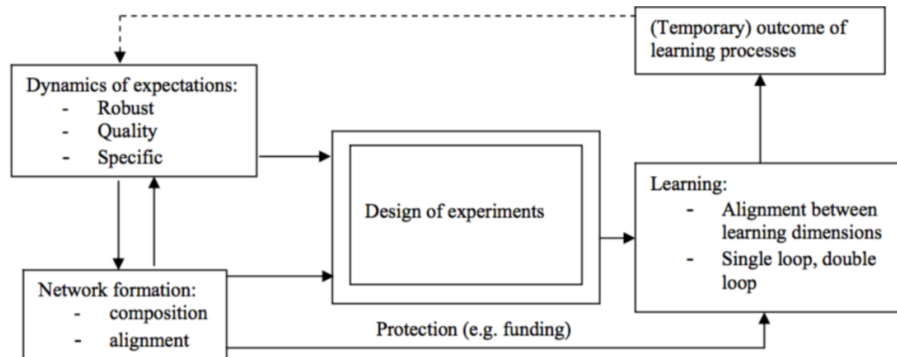 (Temporary) outcome of
learning processes
Dynamics of expectations:
- Robust
- Quality
- Specific
Design of experiments
Learning:
- Alignment between
learning dimensions
- Single loop, double
loop
Network formation:
- composition
- alignment
Protection (e.g. funding)